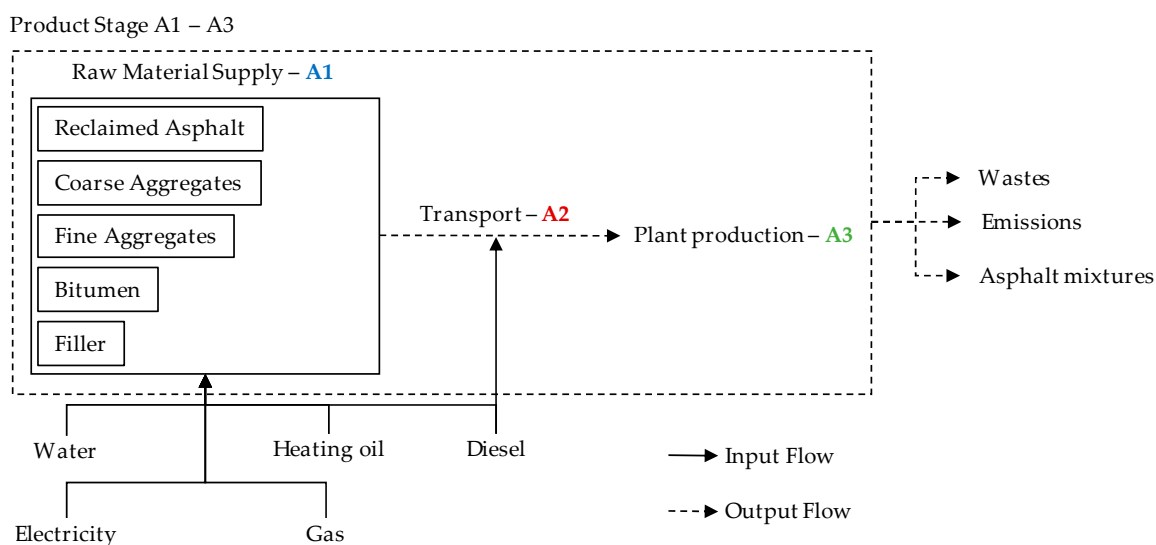 Product Stage A1 – A3
Raw Material Supply – A1
Reclaimed Asphalt
Coarse Aggregates
Fine Aggregates
Bitumen
Filler
Transport – A2
Plant production – A3
Wastes
Emissions
Asphalt mixtures
Water
Heating oil
Diesel
Electricity
Gas
Input Flow
Output Flow